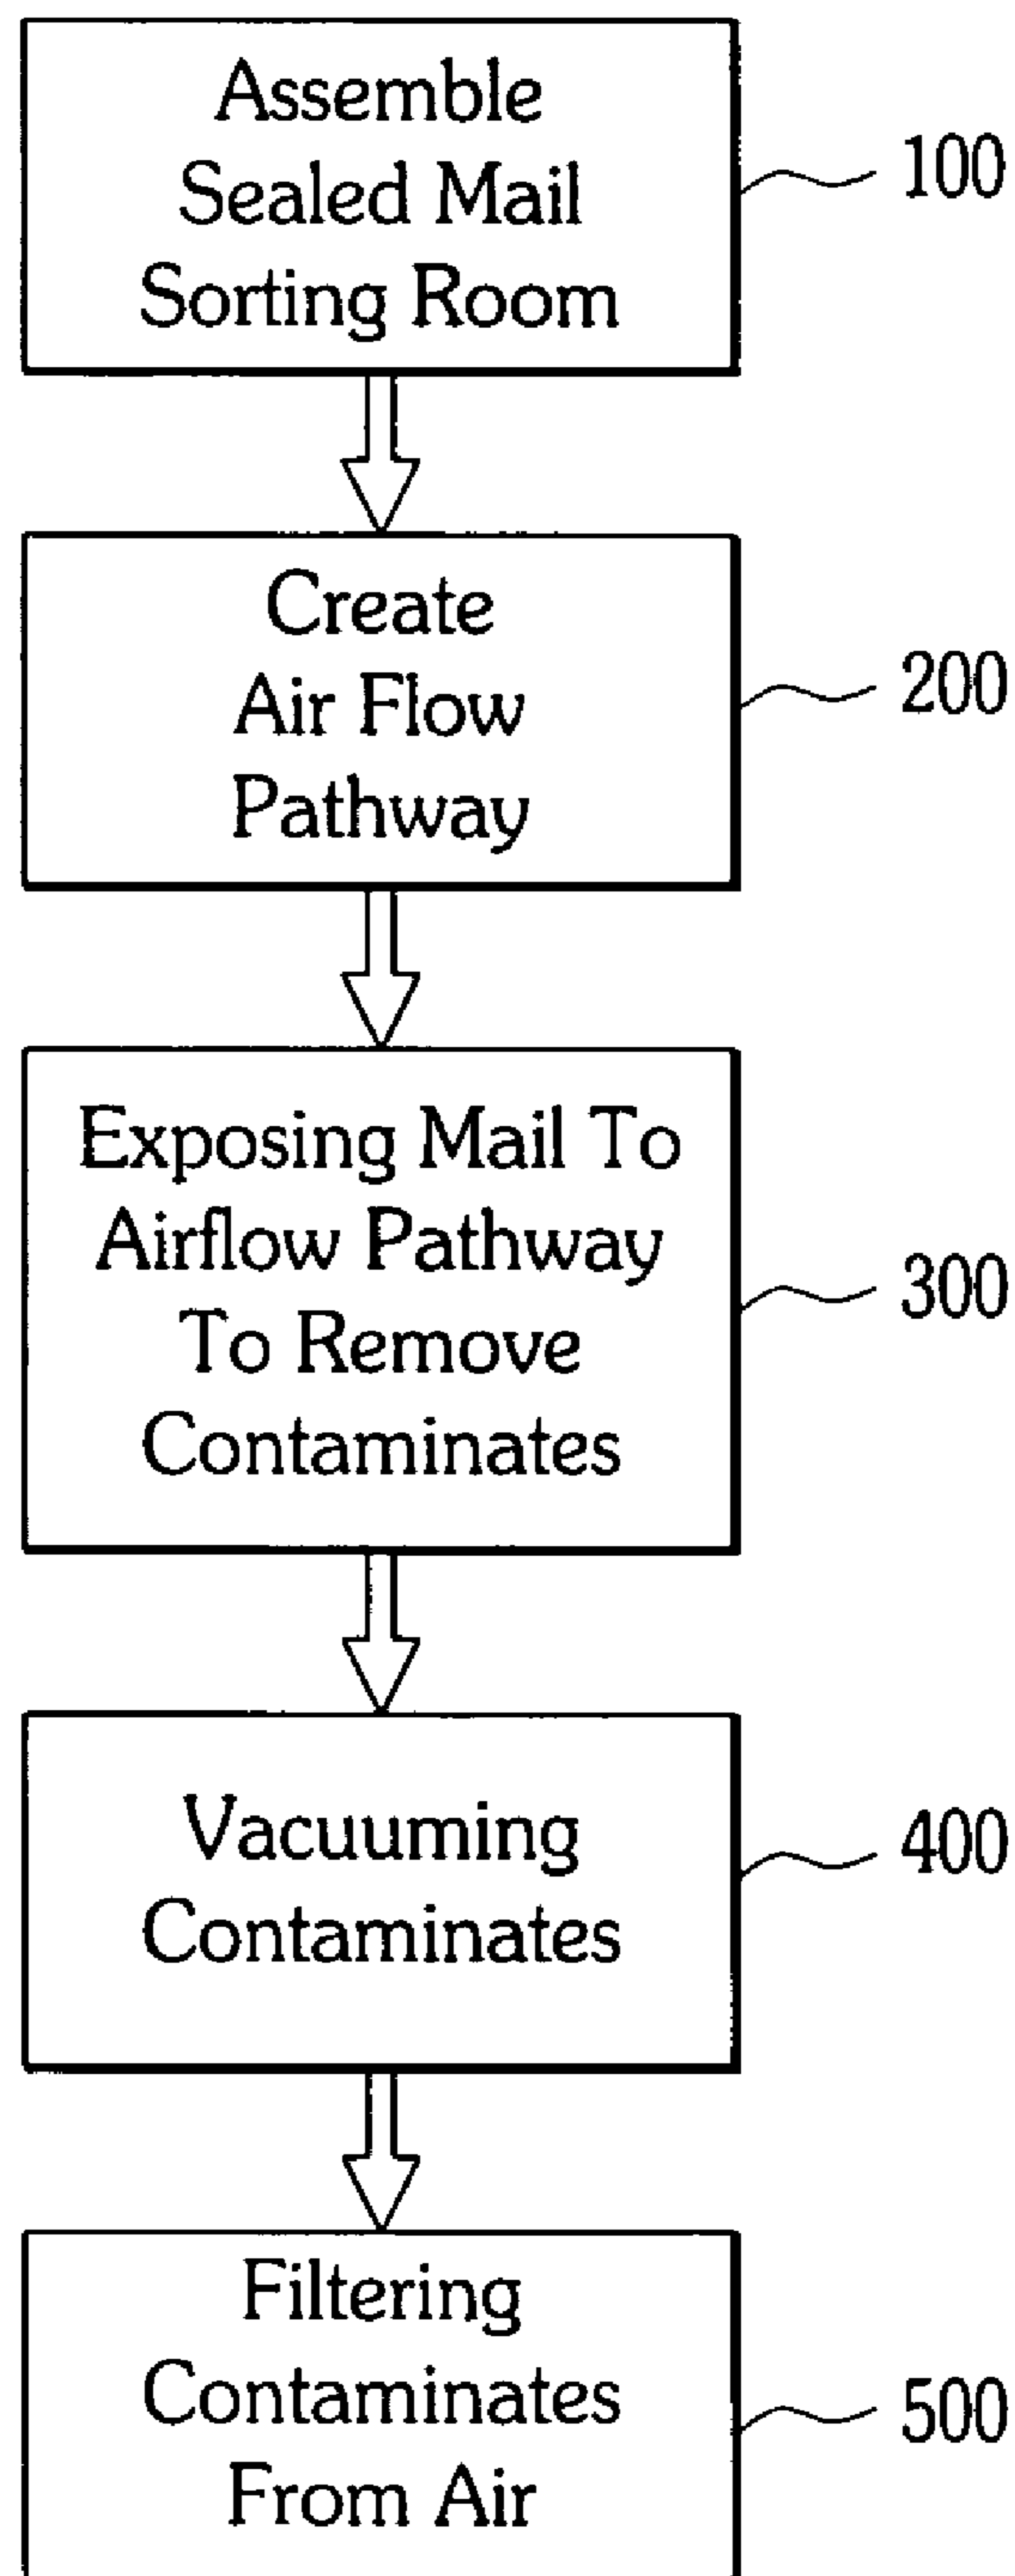 Assemble
Sealed Mail
Sorting Room
100
Create
Air Flow
Pathway
200
Exposing Mail To
Airflow Pathway
To Remove
Contaminates
300
Vacuuming
Contaminates
400
Filtering
Contaminates
From Air
500